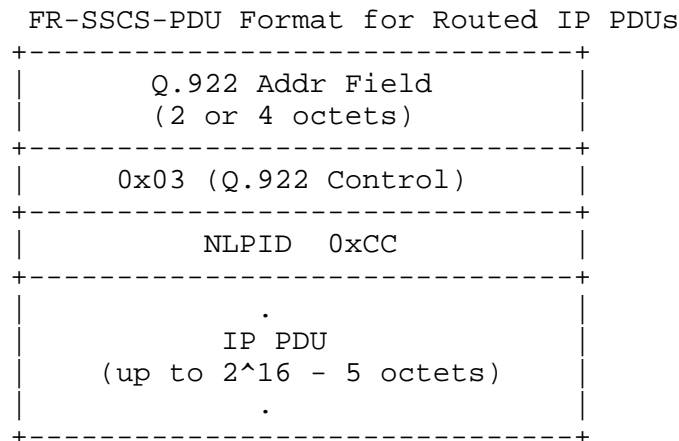 FR-SSCS-PDU Format for Routed IP PDUs
+-------------------------------+
| Q.922 Addr Field |
| (2 or 4 octets) |
+-------------------------------+
| 0x03 (Q.922 Control) |
+-------------------------------+
| NLPID 0xCC |
+-------------------------------+
| . |
| IP PDU |
| (up to 2^16 - 5 octets) |
| . |
+-------------------------------+